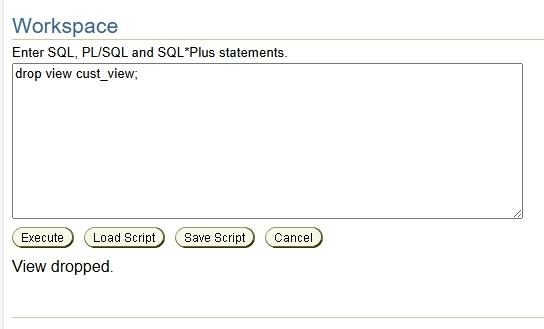 Workspace
Enter SQL, PL/SQL and SQL*Plus statements.
drop view cust_view;
Execute Load Script Save Script Cancel
View dropped.